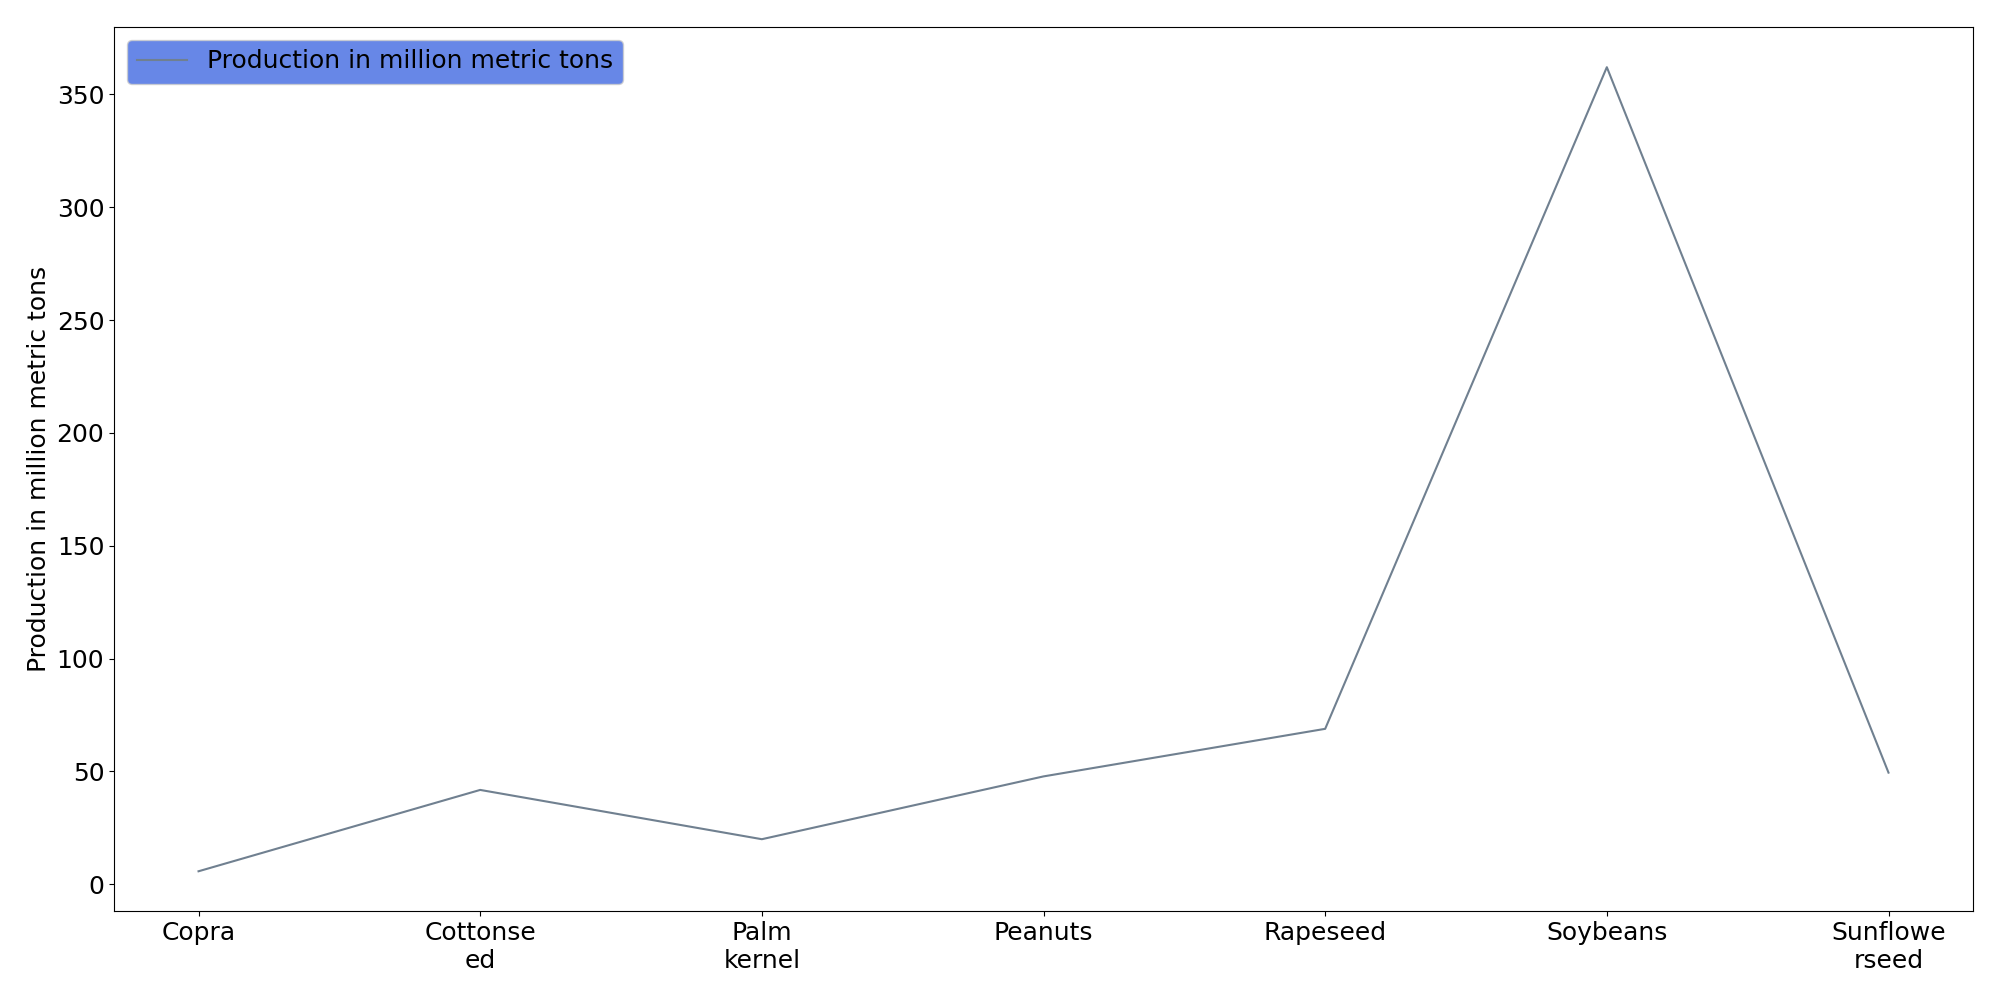 Production in million metric tons
Production in million metric tons
350
300
250
200
150
100
50
0
Copra
Cottonse
ed
Palm
kernel
Peanuts
Rapeseed
Soybeans
Sunflowe
rseed